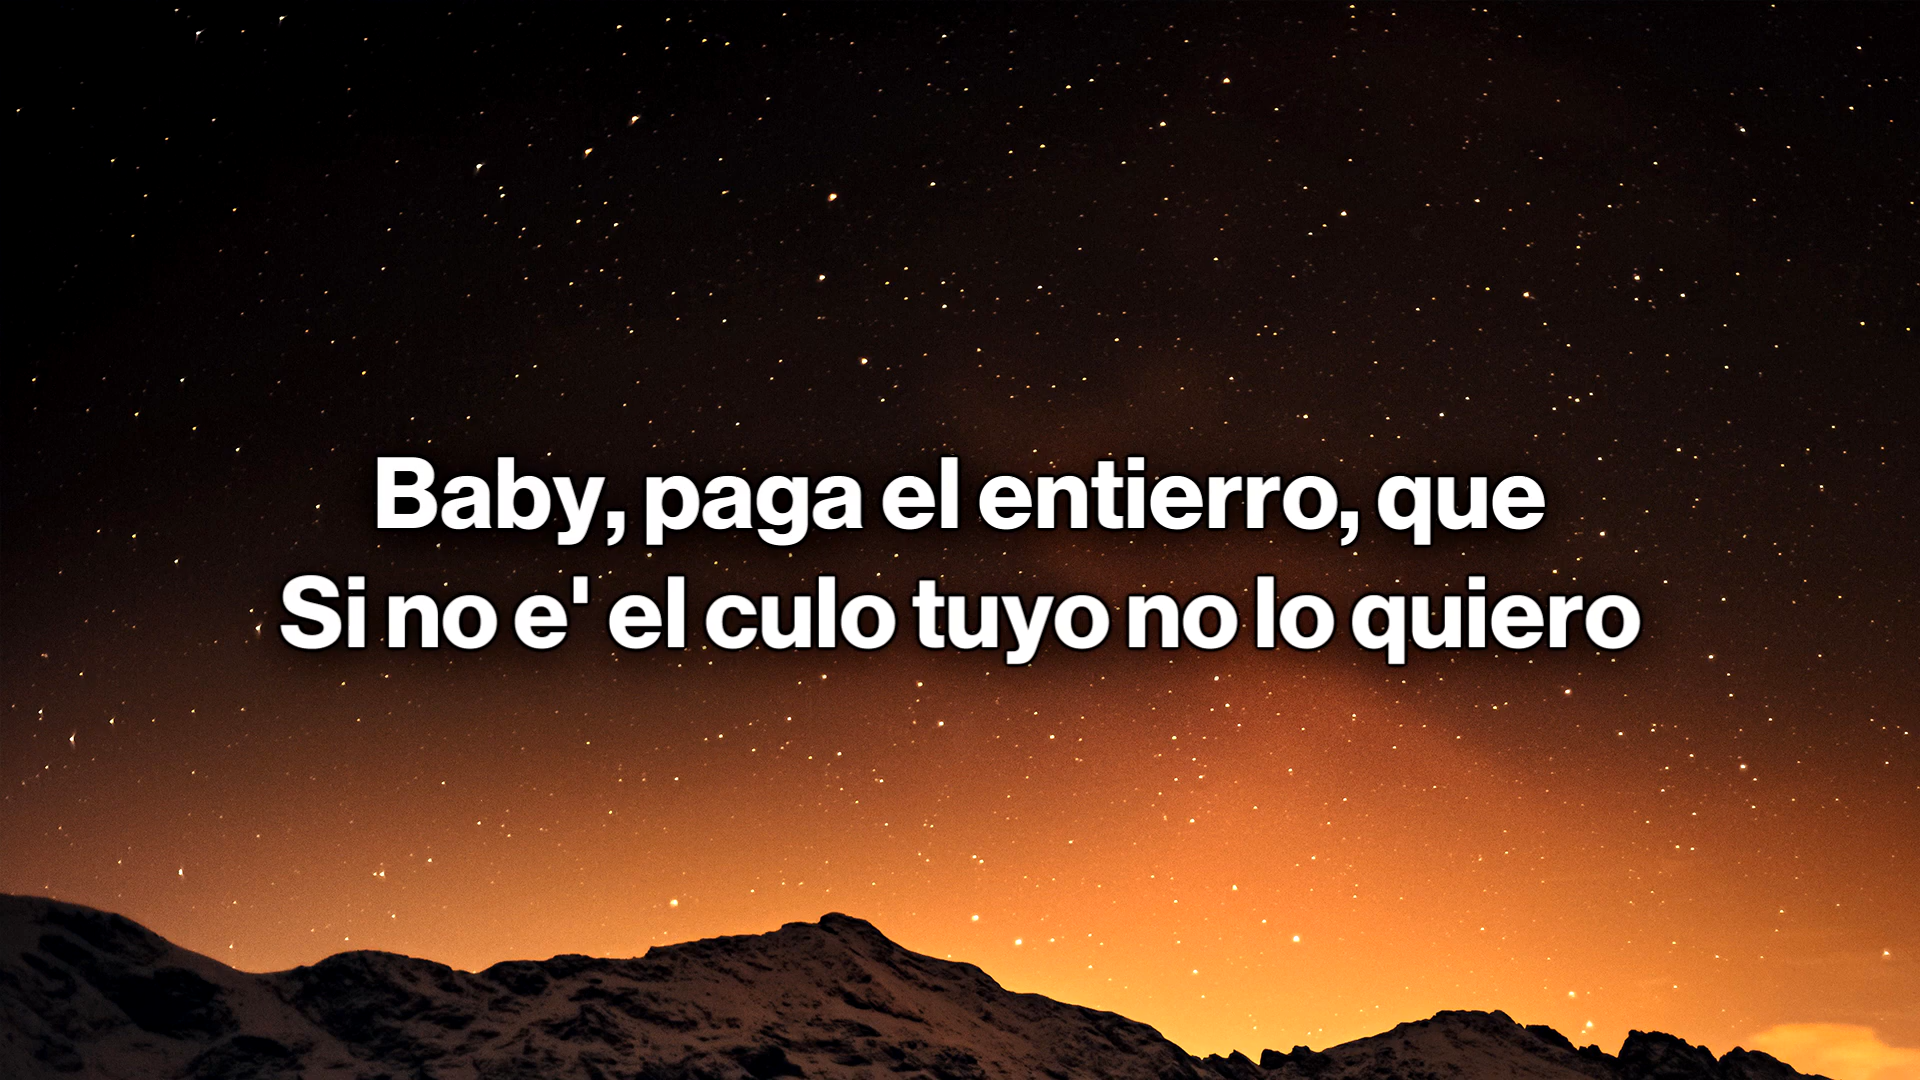 Baby, paga el entierro, que
Si no e' el culo tuyo no lo quiero